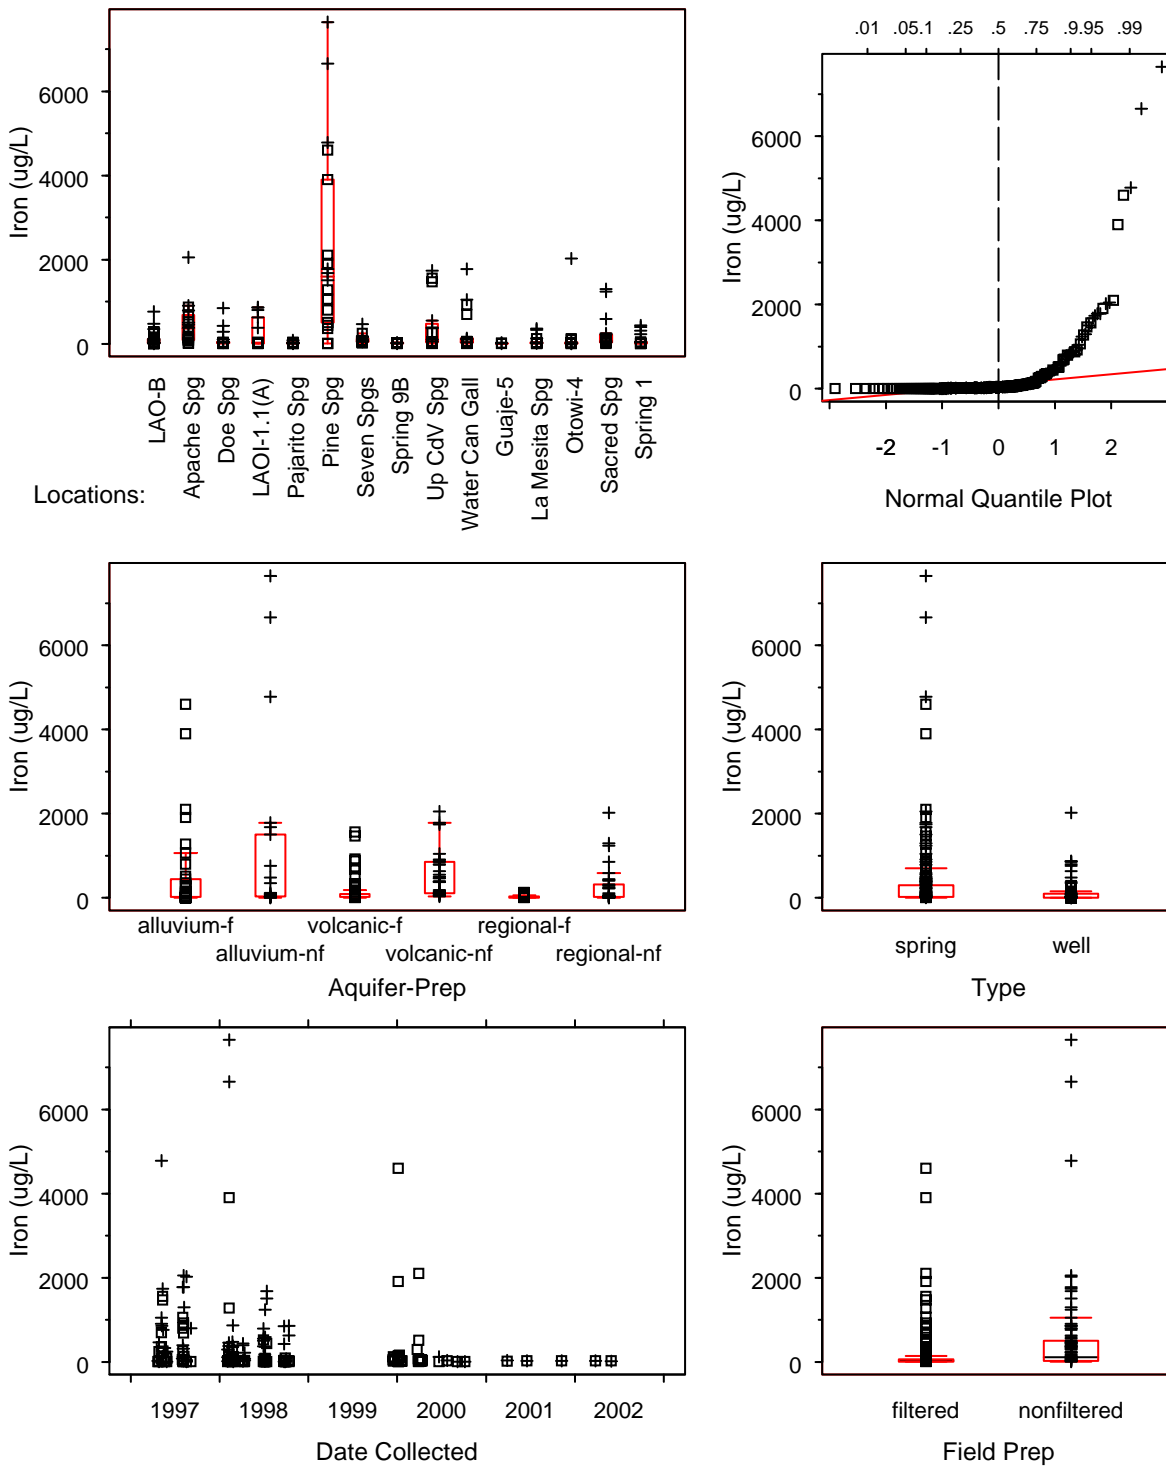 Iron (ug/L)
6000
4000
2000
0
LAO-B
Apache Spg
Doe Spg
LAOI-1.1(A)
Pajarito Spg
Pine Spg
Seven Spgs
Spring 9B
Up CdV Spg
Water Can Gall
Guaje-5
La Mesita Spg
Otowi-4
Sacred Spg
Spring 1
Locations:
.01 .05 .1 .25 .5 .75 .9 .95 .99
Iron (ug/L)
6000
4000
2000
0
-2 -1 0 1 2
Normal Quantile Plot
Iron (ug/L)
6000
4000
2000
0
alluvium-f volcanic-f regional-f
alluvium-nf volcanic-nf regional-nf
Aquifer-Prep
Iron (ug/L)
6000
4000
2000
0
spring well
Type
Iron (ug/L)
6000
4000
2000
0
1997 1998 1999 2000 2001 2002
Date Collected
Iron (ug/L)
6000
4000
2000
0
filtered nonfiltered
Field Prep